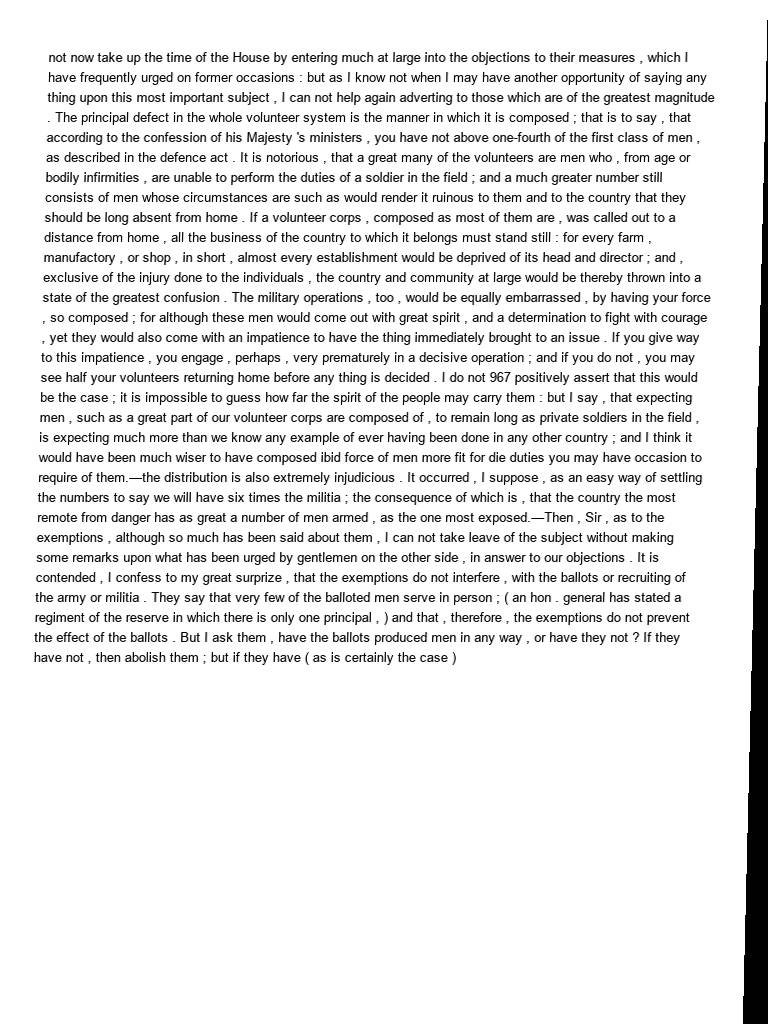 not now take up the time of the House by entering much at large into the objections to their measures , which I
have frequently urged on former occasions : but as I know not when I may have another opportunity of saying any
thing upon this most important subject , I can not help again adverting to those which are of the greatest magnitude
. The principal defect in the whole volunteer system is the manner in which it is composed ; that is to say , that
according to the confession of his Majesty 's ministers , you have not above one-fourth of the first class of men ,
as described in the defence act . It is notorious , that a great many of the volunteers are men who , from age or
bodily infirmities , are unable to perform the duties of a soldier in the field ; and a much greater number still
consists of men whose circumstances are such as would render it ruinous to them and to the country that they
should be long absent from home . If a volunteer corps , composed as most of them are , was called out to a
distance from home , all the business of the country to which it belongs must stand still : for every farm ,
manufactory , or shop , in short , almost every establishment would be deprived of its head and director ; and ,
exclusive of the injury done to the individuals , the country and community at large would be thereby thrown into a
state of the greatest confusion . The military operations , too , would be equally embarrassed , by having your force
, so composed ; for although these men would come out with great spirit , and a determination to fight with courage
, yet they would also come with an impatience to have the thing immediately brought to an issue . If you give way
to this impatience , you engage , perhaps , very prematurely in a decisive operation ; and if you do not , you may
see half your volunteers returning home before any thing is decided . I do not 967 positively assert that this would
be the case ; it is impossible to guess how far the spirit of the people may carry them : but I say , that expecting
men , such as a great part of our volunteer corps are composed of , to remain long as private soldiers in the field ,
is expecting much more than we know any example of ever having been done in any other country ; and I think it
would have been much wiser to have composed ibid force of men more fit for die duties you may have occasion to
require of them.—the distribution is also extremely injudicious . It occurred , I suppose , as an easy way of settling
the numbers to say we will have six times the militia ; the consequence of which is , that the country the most
remote from danger has as great a number of men armed , as the one most exposed.—Then , Sir , as to the
exemptions , although so much has been said about them , I can not take leave of the subject without making
some remarks upon what has been urged by gentlemen on the other side , in answer to our objections . It is
contended , I confess to my great surprize , that the exemptions do not interfere , with the ballots or recruiting of
the army or militia . They say that very few of the balloted men serve in person ; ( an hon . general has stated a
regiment of the reserve in which there is only one principal , ) and that , therefore , the exemptions do not prevent
the effect of the ballots . But I ask them , have the ballots produced men in any way , or have they not ? If they
have not , then abolish them ; but if they have ( as is certainly the case )